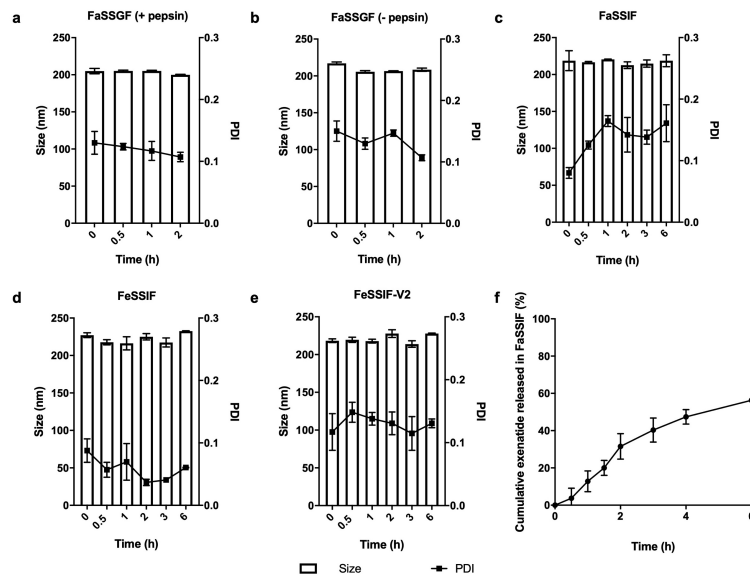 a
FaSSGF (+ pepsin)
250
200
150
100
50
0
Size (nm)
0.3
0.2
0.1
0.0
PDI
0
0.5
1
2
Time (h)
b
FaSSGF (- pepsin)
250
200
150
100
50
0
Size (nm)
0.3
0.2
0.1
0.0
PDI
0
0.5
1
2
Time (h)
c
FaSSIF
250
200
150
100
50
0
Size (nm)
0.3
0.2
0.1
0.0
PDI
0
0.5
1
2
3
6
Time (h)
d
FeSSIF
250
200
150
100
50
0
Size (nm)
0.3
0.2
0.1
0.0
PDI
0
0.5
1
2
3
6
Time (h)
e
FeSSIF-V2
250
200
150
100
50
0
Size (nm)
0.3
0.2
0.1
0.0
PDI
0
0.5
1
2
3
6
Time (h)
f
Cumulative exenatide released in FaSSIF (%)
100
80
60
40
20
0
0
2
4
Time (h)
Size
PDI